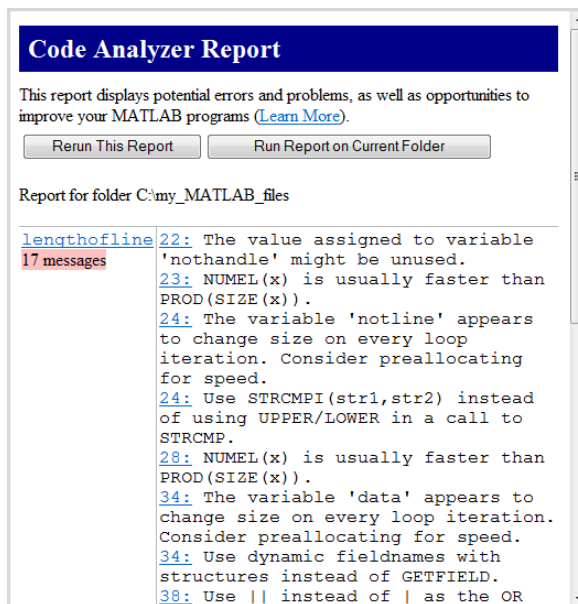 Code Analyzer Report
This report displays potential errors and problems, as well as opportunities to
improve your MATLAB programs (Learn More).
Rerun This Report Run Report on Current Folder
Report for folder C:\my_MATLAB_files
lengthofline 22: The value assigned to variable
17 messages 'nothandle' might be unused.
23: NUMEL(x) is usually faster than
PROD(SIZE(x)).
24: The variable 'notline' appears
to change size on every loop
iteration. Consider preallocating
for speed.
24: Use STRCMPI(str1,str2) instead
of using UPPER/LOWER in a call to
STRCMP.
28: NUMEL(x) is usually faster than
PROD(SIZE(x)).
34: The variable 'data' appears to
change size on every loop iteration.
Consider preallocating for speed.
34: Use dynamic fieldnames with
structures instead of GETFIELD.
38: Use || instead of | as the OR